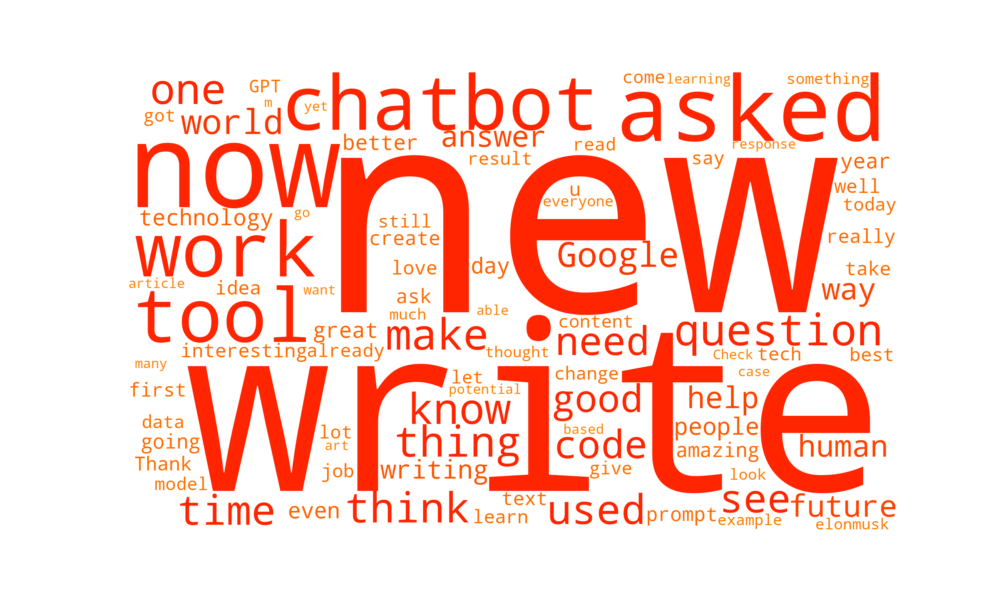 one GPT chatbot come learning something
got m yet asked
world better answer read response
now result say year
new u well
technology go still everyone today
work create Google really
love day take
article idea want ask way
tool much able
great make content question
interesting already thought need Check tech best
many let change case
first write potential good help
data know based people
going lot art thing code amazing human
Thank job writing give look
model text
time even think learn used prompt see future
example elonmusk